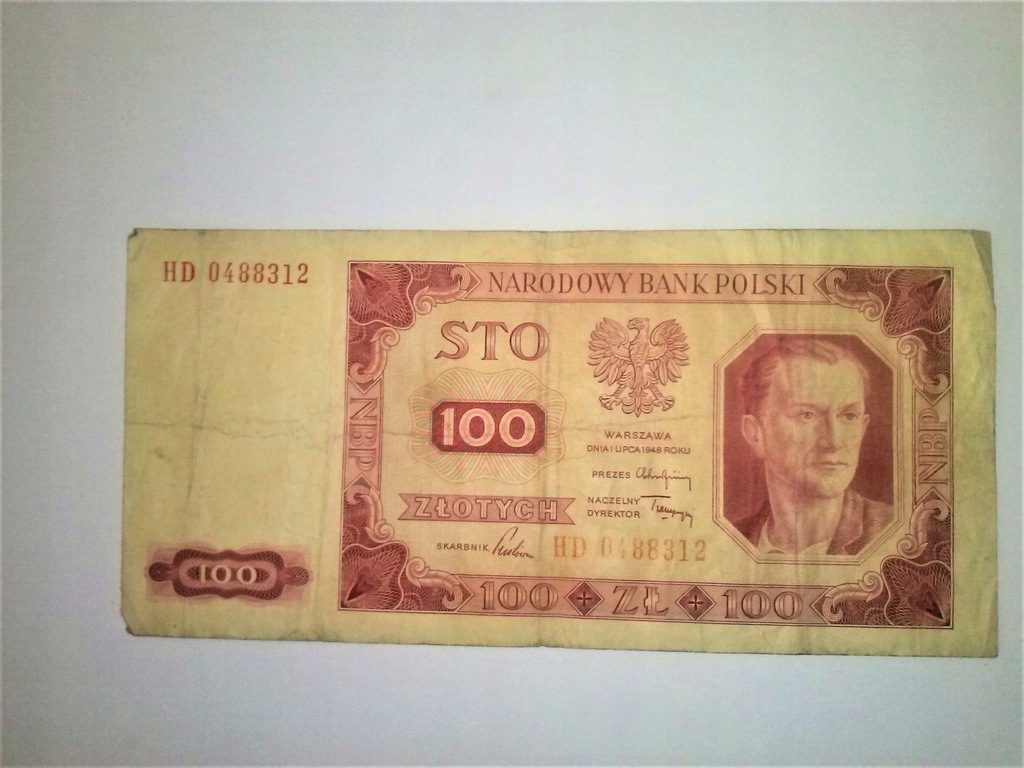 HD 0488312
NARODOWY BANK POLSKI
STO
100
NBP
NBP
WARSZAWA
DNIA 1 LIPCA 1948 ROKU
PREZES
NACZELNY
DYREKTOR
ZŁOTYCH
SKARBNIK
HD 0488312
100
100 ZŁ 100